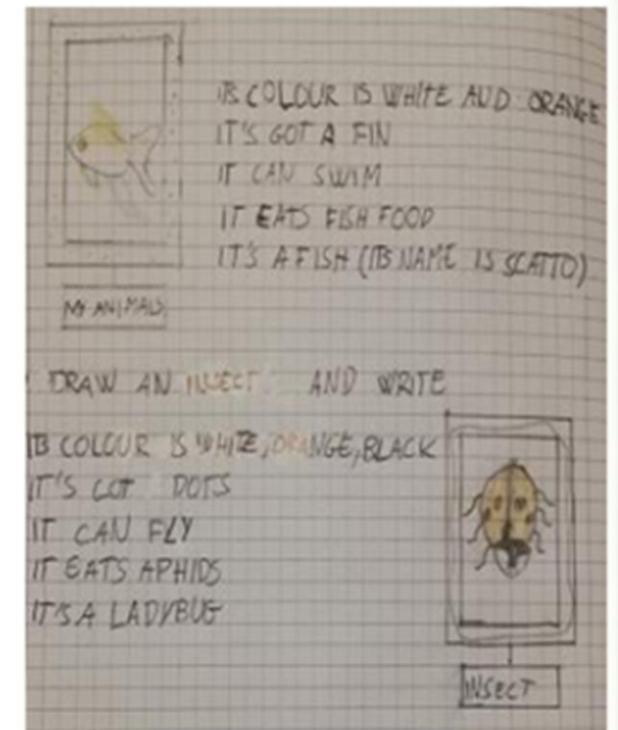 ITS COLOUR IS WHITE AND ORANGE
IT'S GOT A FIN
IT CAN SWIM
IT EATS FISH FOOD
IT'S A FISH (ITS NAME IS SCATTO)
MY ANIMALS
DRAW AN INSECT AND WRITE
ITS COLOUR IS WHITE, ORANGE, BLACK
IT'S GOT DOTS
IT CAN FLY
IT EATS APHIDS
IT'S A LADYBUG
INSECT